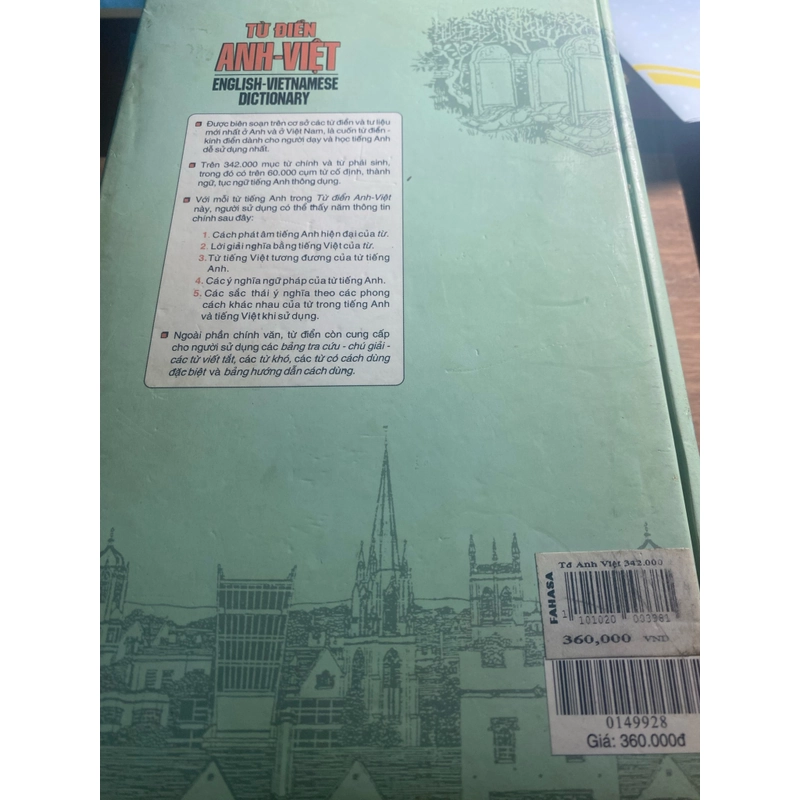 TỪ ĐIỂN
ANH-VIỆT
ENGLISH-VIETNAMESE
DICTIONARY
Được biên soạn trên cơ sở các từ điển và tư liệu
mới nhất ở Anh và ở Việt Nam, là cuốn từ điển -
kinh điển dành cho người dạy và học tiếng Anh
dễ sử dụng nhất.
Trên 342.000 mục từ chính và từ phái sinh,
trong đó có trên 60.000 cụm từ cố định, thành
ngữ, tục ngữ tiếng Anh thông dụng.
Với mỗi từ tiếng Anh trong Từ điển Anh-Việt
này, người sử dụng có thể thấy năm thông tin
chính sau đây:
1. Cách phát âm tiếng Anh hiện đại của từ.
2. Lời giải nghĩa bằng tiếng Việt của từ.
3. Từ tiếng Việt tương đương của từ tiếng
Anh.
4. Các ý nghĩa ngữ pháp của từ tiếng Anh.
5. Các sắc thái ý nghĩa theo các phong
cách khác nhau của từ trong tiếng Anh
và tiếng Việt khi sử dụng.
Ngoài phần chính văn, từ điển còn cung cấp
cho người sử dụng các bảng tra cứu - chú giải -
các từ viết tắt, các từ khó, các từ có cách dùng
đặc biệt và bảng hướng dẫn cách dùng.
Tđ Anh Việt 342.000
FAHASA
1 101020 003981
360,000 VND
0149928
Giá: 360.000đ